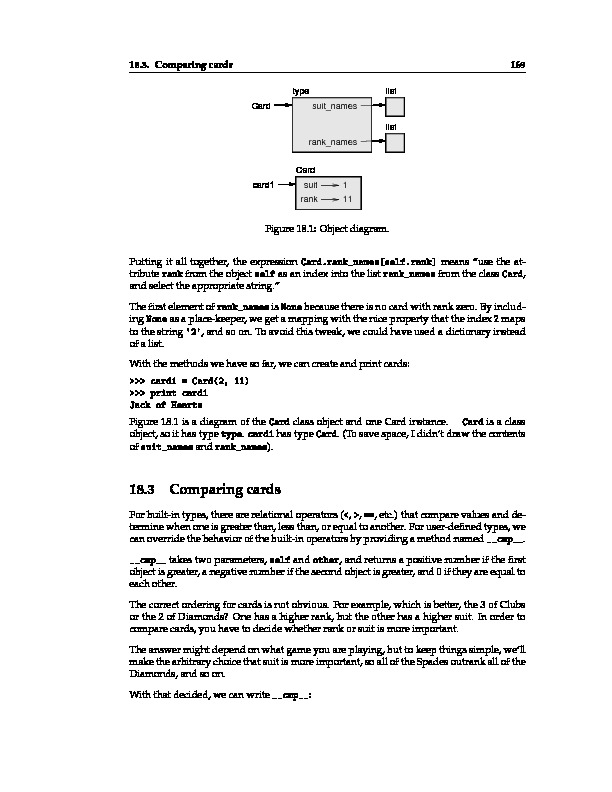 18.3. Comparing cards 169
type list
Card suit_names
list
rank_names
Card
card1 suit 1
rank 11
Figure 18.1: Object diagram.
Putting it all together, the expression Card.rank_names[self.rank] means “use the at-
tribute rank from the object self as an index into the list rank_names from the class Card,
and select the appropriate string.”
The first element of rank_names is None because there is no card with rank zero. By includ-
ing None as a place-keeper, we get a mapping with the nice property that the index 2 maps
to the string '2', and so on. To avoid this tweak, we could have used a dictionary instead
of a list.
With the methods we have so far, we can create and print cards:
>>> card1 = Card(2, 11)
>>> print card1
Jack of Hearts
Figure 18.1 is a diagram of the Card class object and one Card instance. Card is a class
object, so it has type type. card1 has type Card. (To save space, I didn’t draw the contents
of suit_names and rank_names).
18.3 Comparing cards
For built-in types, there are relational operators (<, >, ==, etc.) that compare values and de-
termine when one is greater than, less than, or equal to another. For user-defined types, we
can override the behavior of the built-in operators by providing a method named __cmp__.
__cmp__ takes two parameters, self and other, and returns a positive number if the first
object is greater, a negative number if the second object is greater, and 0 if they are equal to
each other.
The correct ordering for cards is not obvious. For example, which is better, the 3 of Clubs
or the 2 of Diamonds? One has a higher rank, but the other has a higher suit. In order to
compare cards, you have to decide whether rank or suit is more important.
The answer might depend on what game you are playing, but to keep things simple, we’ll
make the arbitrary choice that suit is more important, so all of the Spades outrank all of the
Diamonds, and so on.
With that decided, we can write __cmp__: